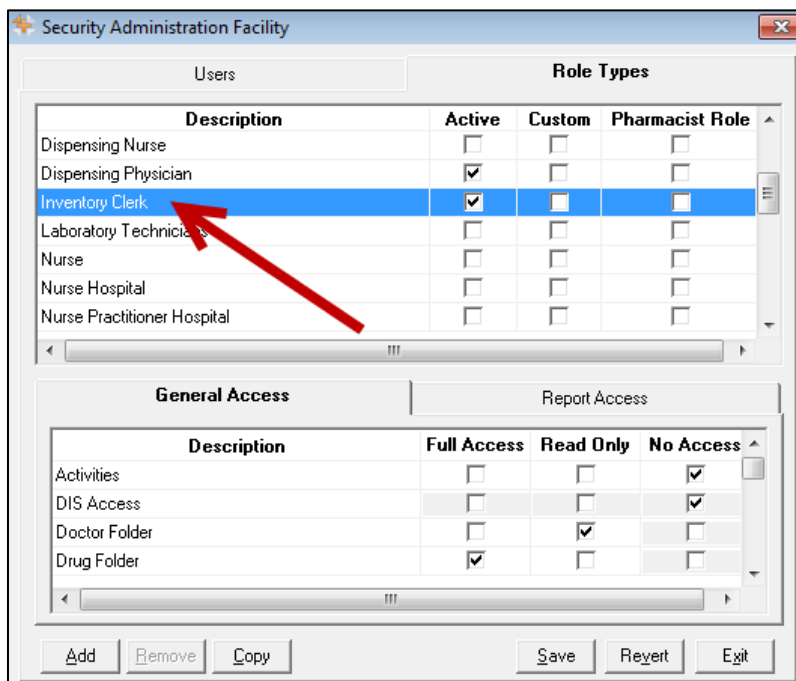 Security Administration Facility
Users Role Types
Description Active Custom Pharmacist Role
Dispensing Nurse
Dispensing Physician
Inventory Clerk
Laboratory Technicians
Nurse
Nurse Hospital
Nurse Practitioner Hospital
General Access Report Access
Description Full Access Read Only No Access
Activities
DIS Access
Doctor Folder
Drug Folder
Add Remove Copy Save Revert Exit